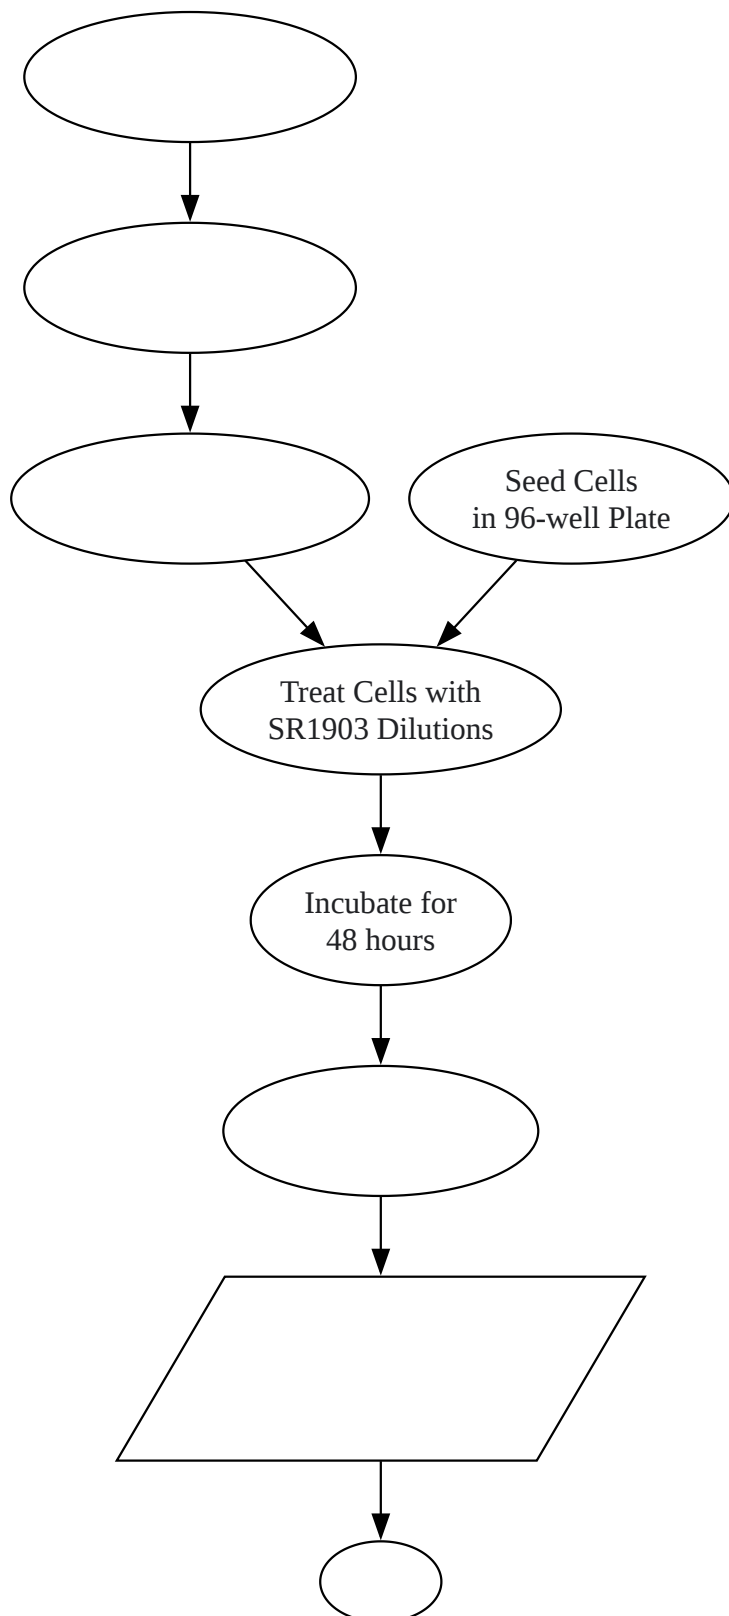 Seed Cells
in 96-well Plate
Treat Cells with
SR1903 Dilutions
Incubate for
48 hours